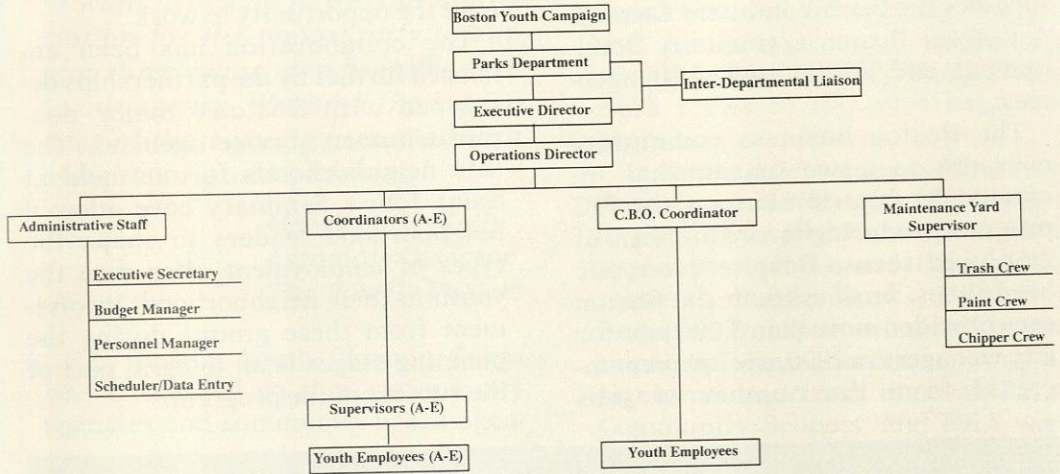 Boston Youth Campaign
Parks Department
Inter-Departmental Liaison
Executive Director
Operations Director
Administrative Staff
Executive Secretary
Budget Manager
Personnel Manager
Scheduler/Data Entry
Coordinators (A-E)
Supervisors (A-E)
Youth Employees (A-E)
C.B.O. Coordinator
Youth Employees
Maintenance Yard
Supervisor
Trash Crew
Paint Crew
Chipper Crew